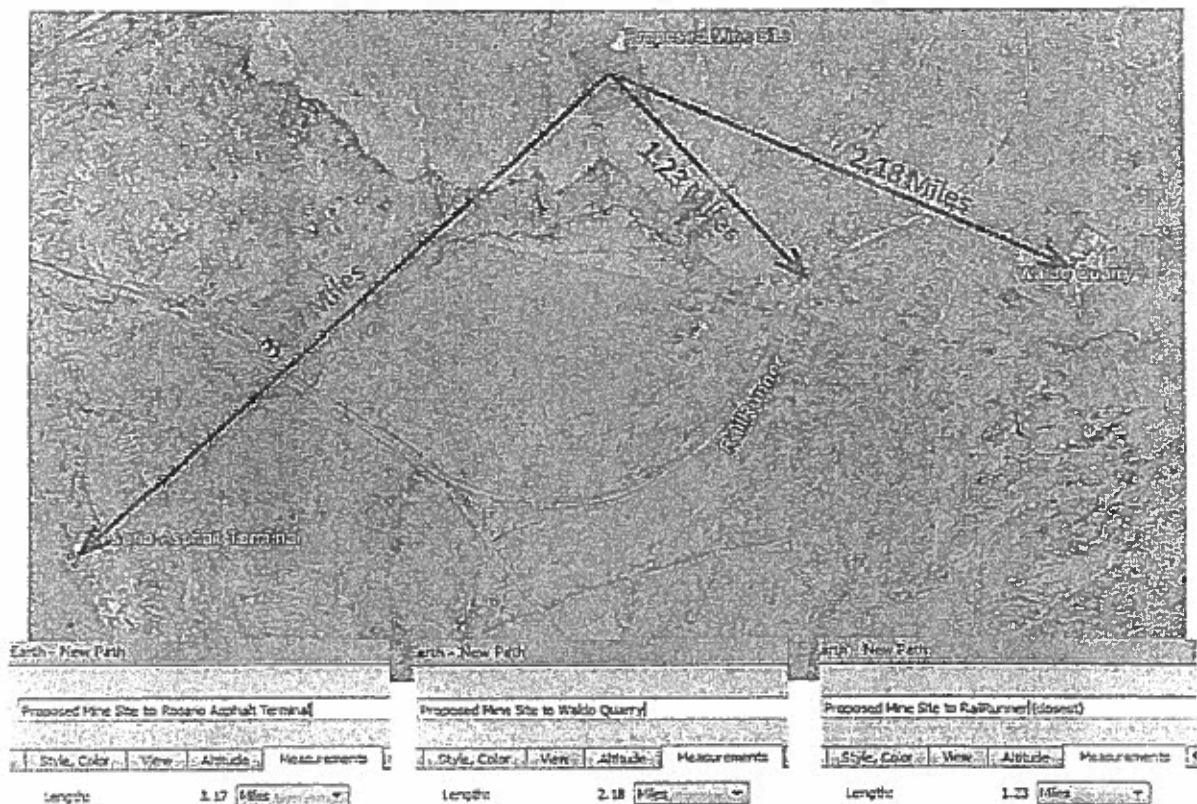 Proposed Mine Site
2.18 Miles
Miles
Waldo Quarry
Miles
RailRunner
Asphalt Terminal
Earth - New Path
Earth - New Path
Earth - New Path
Proposed Mine Site to Rosario Asphalt Terminal
Proposed Mine Site to Waldo Quarry
Proposed Mine Site to RailRunner (closest)
Style, Color View Altitude Measurements
Style, Color View Altitude Measurements
Style, Color View Altitude Measurements
Length: 3.17 Miles
Length: 2.18 Miles
Length: 1.23 Miles